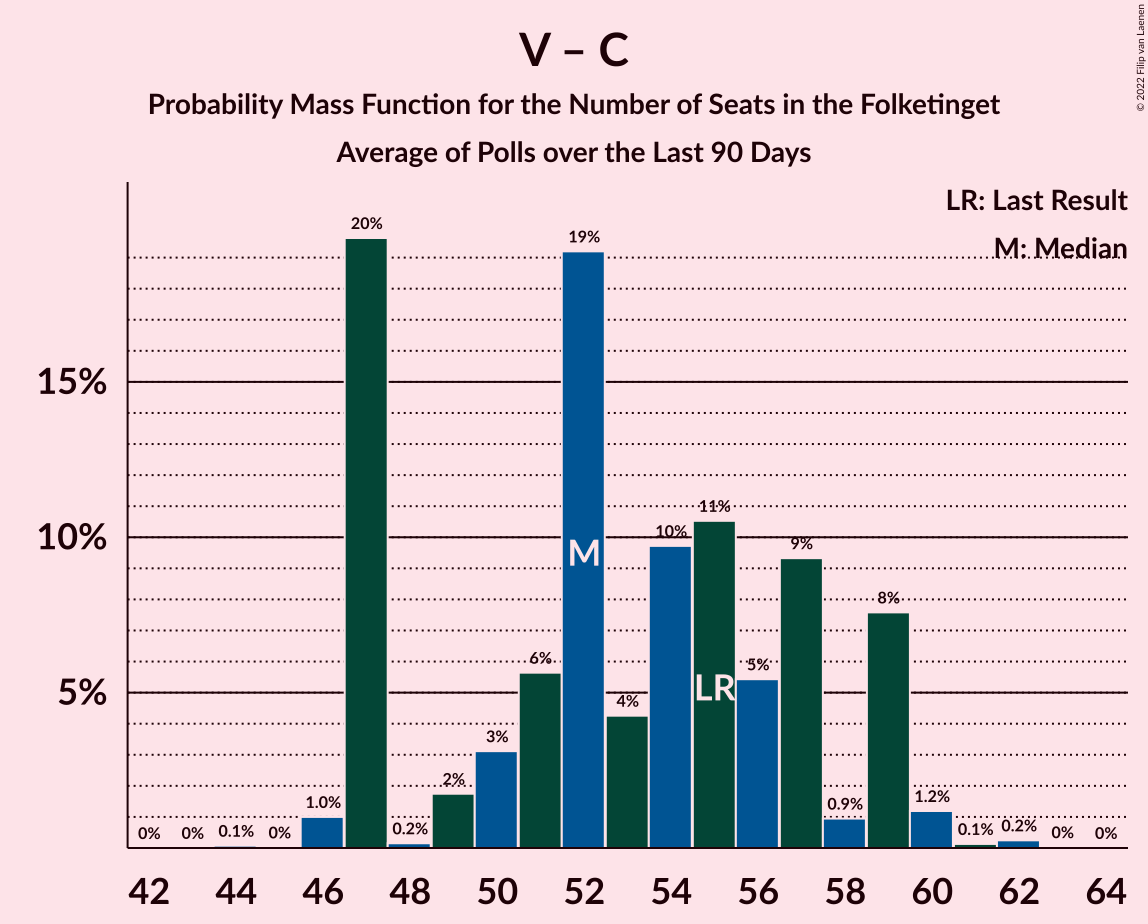 V – C
Probability Mass Function for the Number of Seats in the Folketinget
Average of Polls over the Last 90 Days
© 2022 Filip van Laenen
LR: Last Result
M: Median
15%
10%
5%
0%
0%
0.1%
0%
1.0%
20%
0.2%
2%
3%
6%
19%
4%
10%
11%
5%
9%
0.9%
8%
1.2%
0.1%
0.2%
0%
0%
M
LR
42 44 46 48 50 52 54 56 58 60 62 64